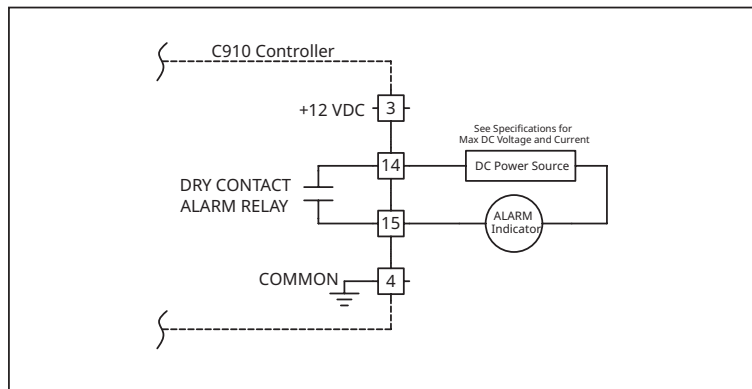 C910 Controller
+12 VDC
3
See Specifications for
Max DC Voltage and Current
14
DC Power Source
DRY CONTACT
ALARM RELAY
15
ALARM
Indicator
COMMON
4